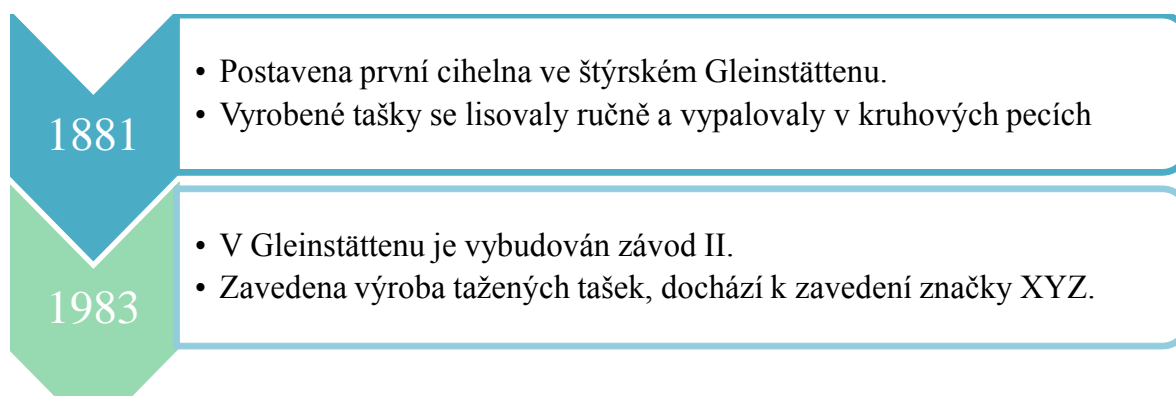 1881
• Postavena první cihelna ve štýrském Gleinstättenu.
• Vyrobené tašky se lisovaly ručně a vypalovaly v kruhových pecích
1983
• V Gleinstättenu je vybudován závod II.
• Zavedena výroba tažených tašek, dochází k zavedení značky XYZ.